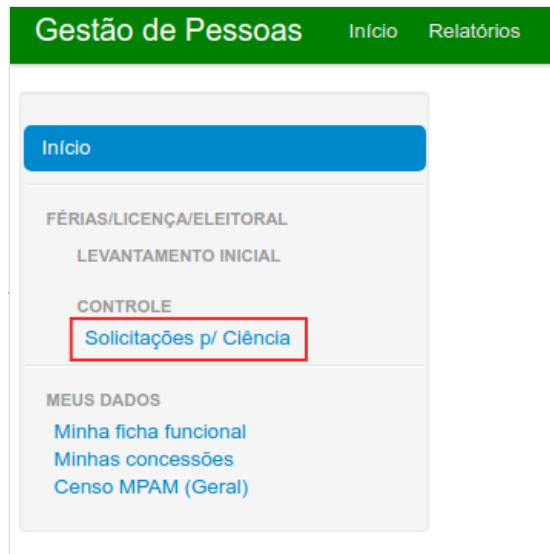 Gestão de Pessoas Início Relatórios
Início
FÉRIAS/LICENÇA/ELEITORAL
LEVANTAMENTO INICIAL
CONTROLE
Solicitações p/ Ciência
MEUS DADOS
Minha ficha funcional
Minhas concessões
Censo MPAM (Geral)